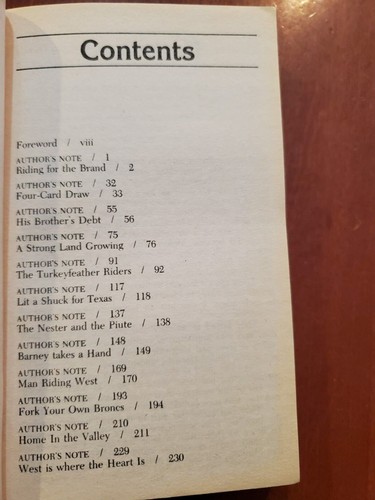 Contents
Foreword / viii
AUTHOR'S NOTE / 1
Riding for the Brand / 2
AUTHOR'S NOTE / 32
Four-Card Draw / 33
AUTHOR'S NOTE / 55
His Brother's Debt / 56
AUTHOR'S NOTE / 75
A Strong Land Growing / 76
AUTHOR'S NOTE / 91
The Turkeyfeather Riders / 92
AUTHOR'S NOTE / 117
Lit a Shuck for Texas / 118
AUTHOR'S NOTE / 137
The Nester and the Piute / 138
AUTHOR'S NOTE / 148
Barney takes a Hand / 149
AUTHOR'S NOTE / 169
Man Riding West / 170
AUTHOR'S NOTE / 193
Fork Your Own Brones / 194
AUTHOR'S NOTE / 210
Home In the Valley / 211
AUTHOR'S NOTE / 229
West is where the Heart Is / 230